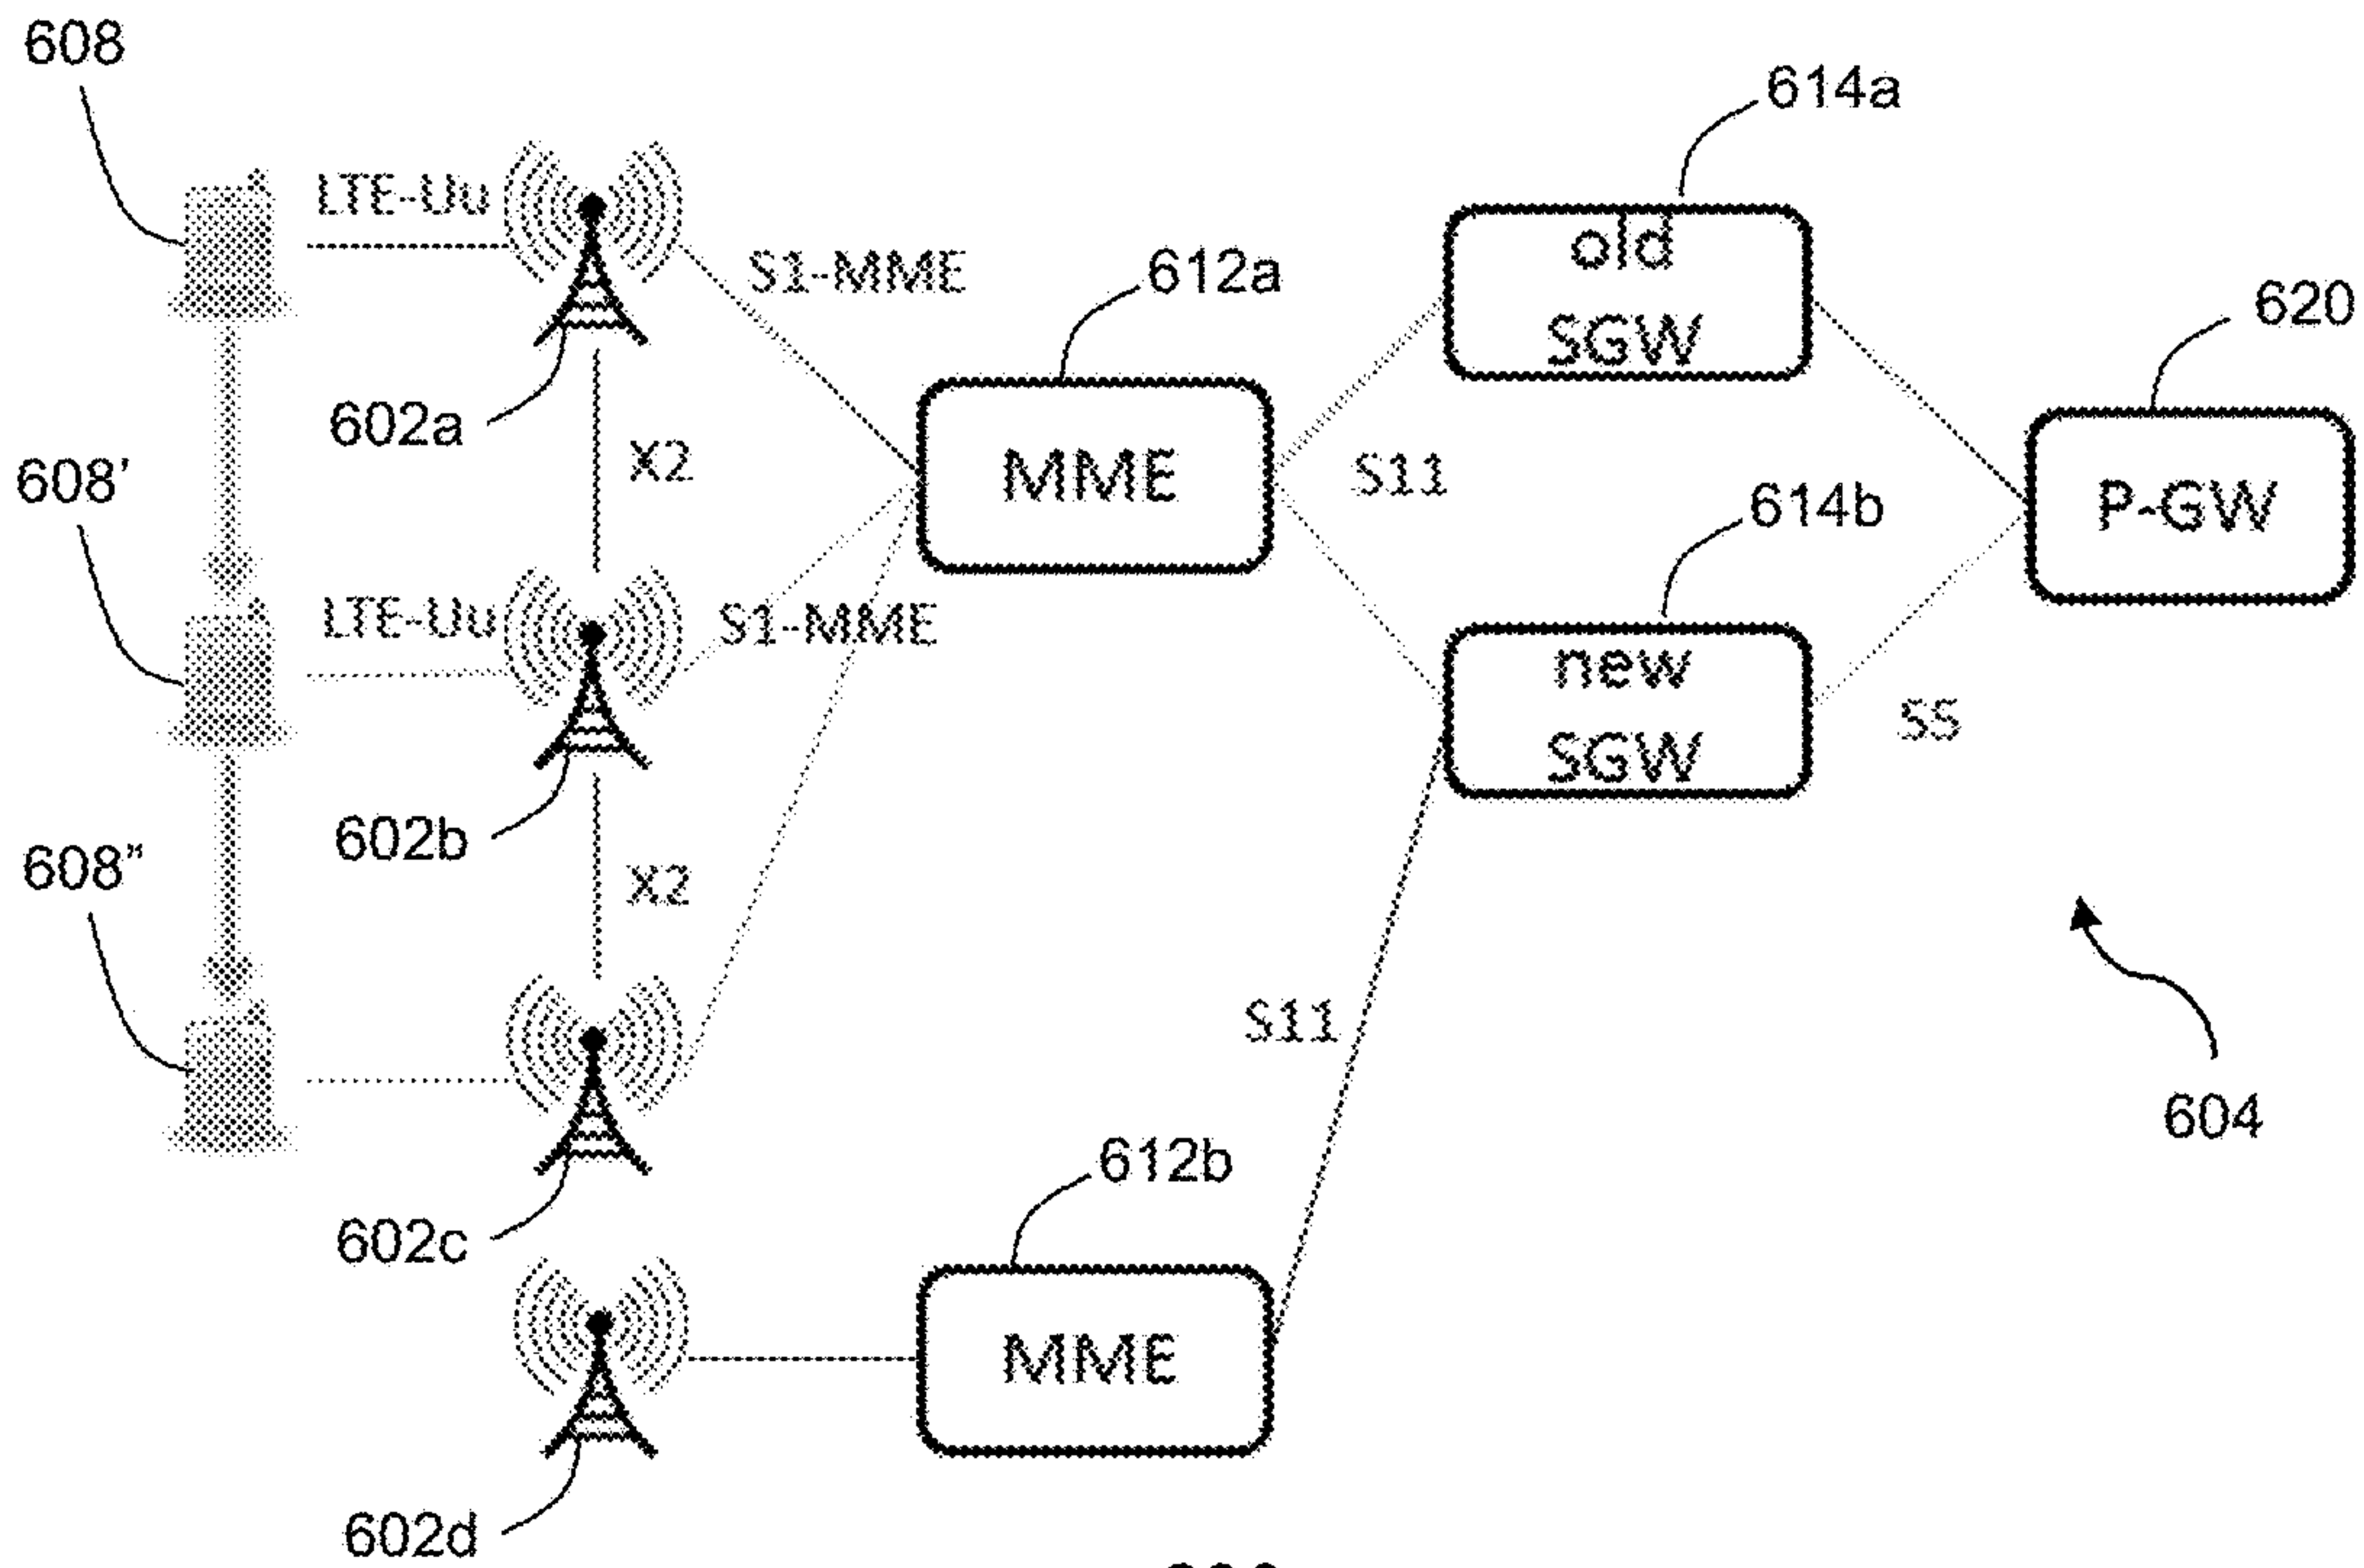 608
614a
LTE-Uu
old
SGW
S1-MME
612a
620
602a
X2
MME
S11
P-GW
608'
614b
LTE-Uu
S1-MME
new
SGW
S5
602b
608"
X2
S11
604
612b
602c
MME
602d